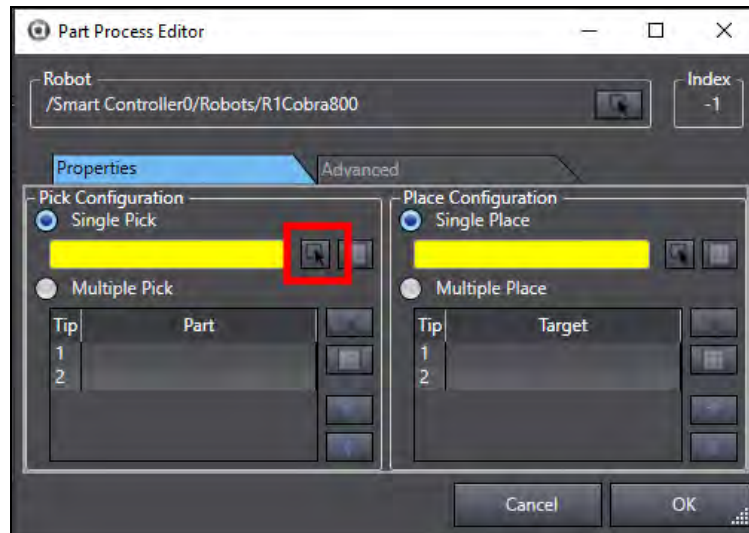 Part Process Editor
Robot
/Smart Controller0/Robots/R1Cobra800
Index
-1
Properties
Advanced
Pick Configuration
Single Pick
Multiple Pick
Tip Part
1
2
Place Configuration
Single Place
Multiple Place
Tip Target
1
2
Cancel
OK